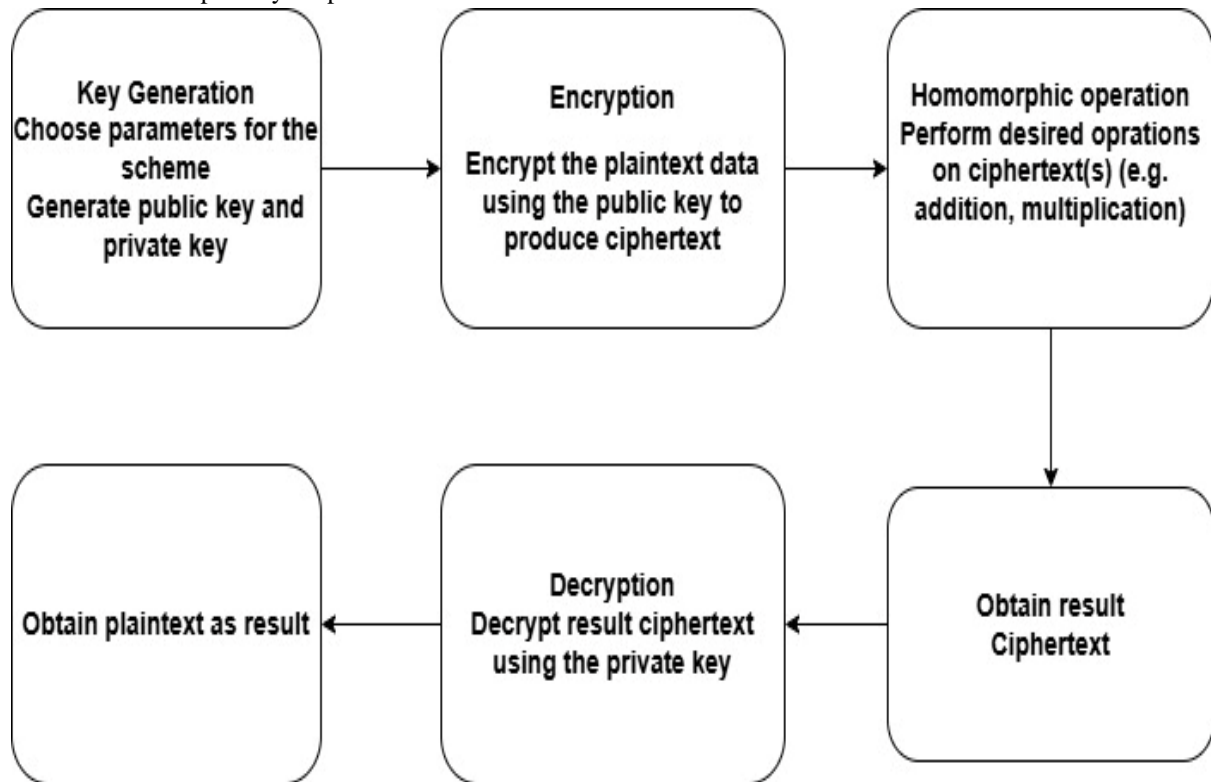 Key Generation
Choose parameters for the
scheme
Generate public key and
private key
Encryption
Encrypt the plaintext data
using the public key to
produce ciphertext
Homomorphic operation
Perform desired oprations
on ciphertext(s) (e.g.
addition, multiplication)
Obtain result
Ciphertext
Decryption
Decrypt result ciphertext
using the private key
Obtain plaintext as result